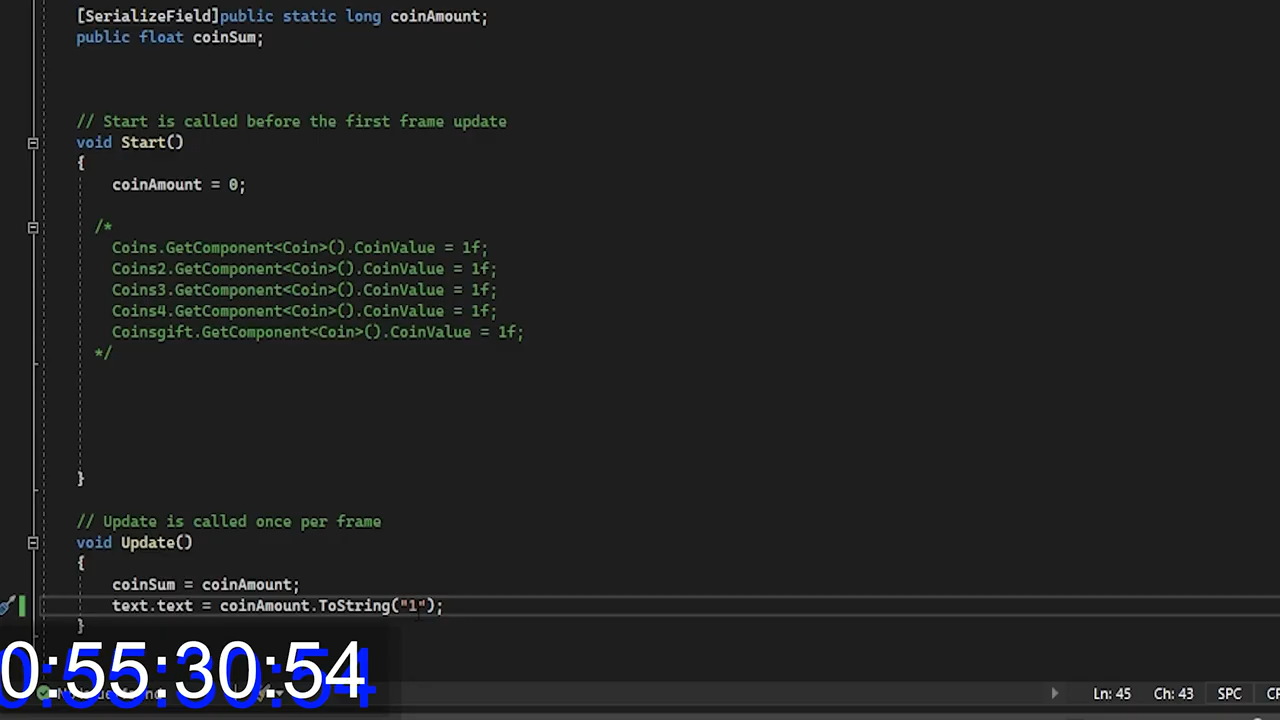 [SerializeField]public static long coinAmount;
public float coinSum;
// Start is called before the first frame update
void Start()
{
coinAmount = 0;
/*
Coins.GetComponent<Coin>().CoinValue = 1f;
Coins2.GetComponent<Coin>().CoinValue = 1f;
Coins3.GetComponent<Coin>().CoinValue = 1f;
Coins4.GetComponent<Coin>().CoinValue = 1f;
Coinsgift.GetComponent<Coin>().CoinValue = 1f;
*/
}
// Update is called once per frame
void Update()
{
coinSum = coinAmount;
text.text = coinAmount.ToString("1");
}
0:55:30:54
Ln: 45 Ch: 43 SPC